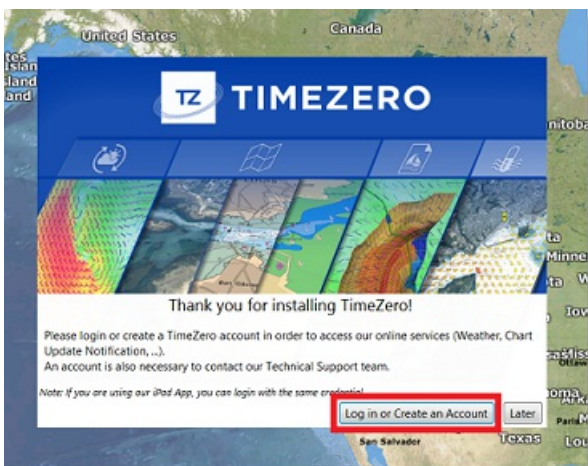 United States
Canada
TZ TIMEZERO
Thank you for installing TimeZero!
Please login or create a TimeZero account in order to access our online services (Weather, Chart
Update Notification, ...).
An account is also necessary to contact our Technical Support team.
Note: If you are using our iPad App, you can login with the same
Log in or Create an Account
Later
San Salvador
Texas